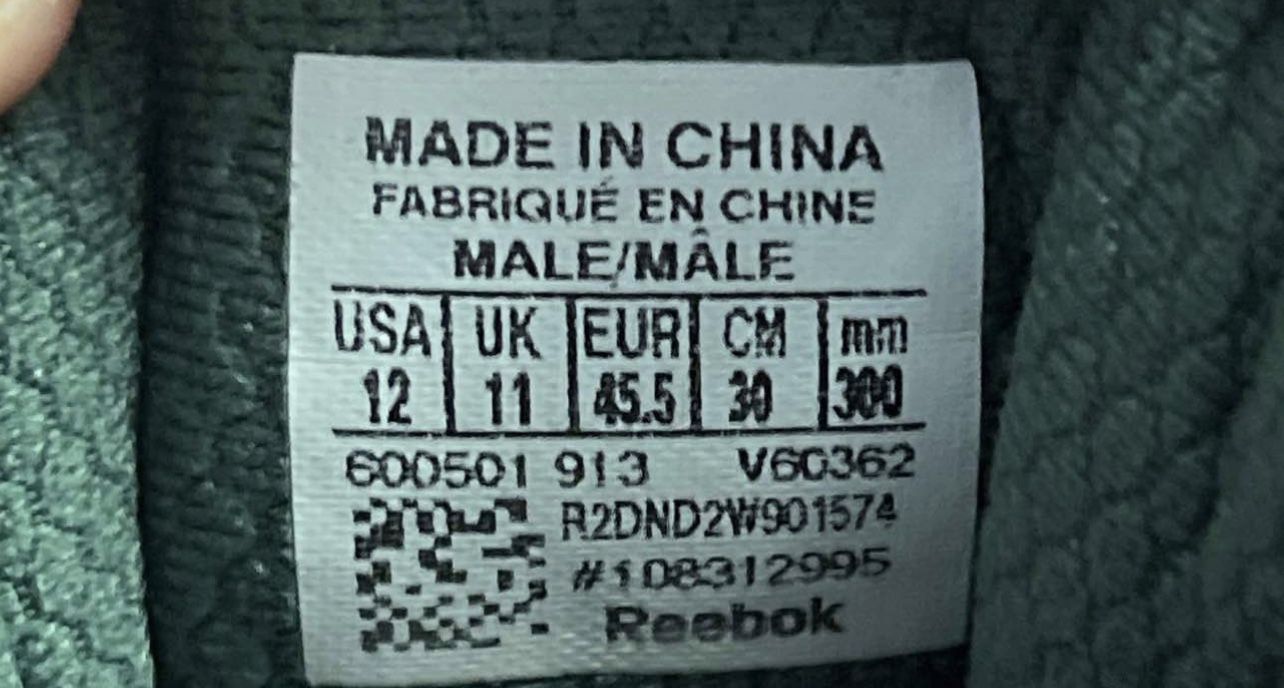 MADE IN CHINA
FABRIQUÉ EN CHINE
MALE/MÂLE
USA UK EUR CM mm
12 11 45.5 30 300
600501 913 V60362
R2DND2W901574
#108312995
Reebok